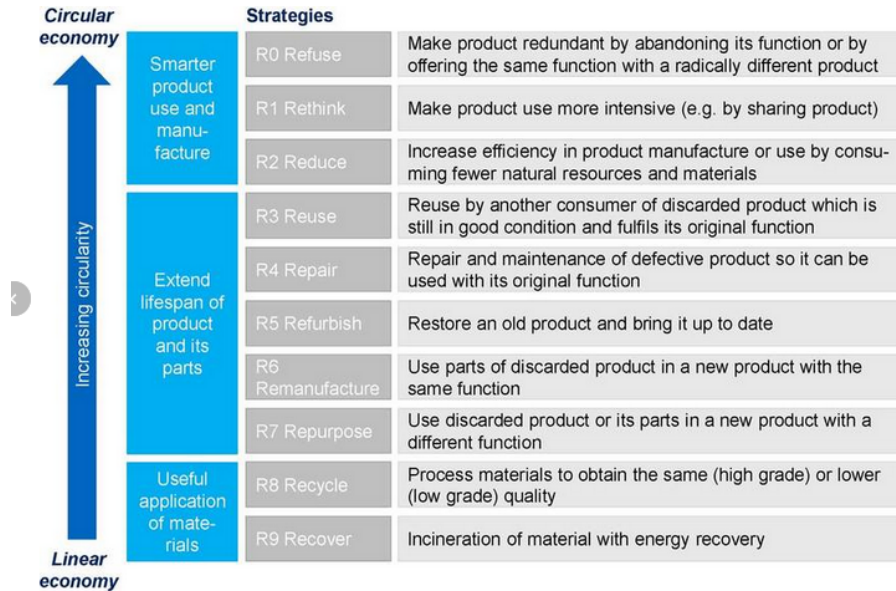 Circular
economy
Strategies
Increasing circularity
Smarter
product
use and
manu-
facture
R0 Refuse
Make product redundant by abandoning its function or by
offering the same function with a radically different product
R1 Rethink
Make product use more intensive (e.g. by sharing product)
R2 Reduce
Increase efficiency in product manufacture or use by consu-
ming fewer natural resources and materials
Extend
lifespan of
product
and its
parts
R3 Reuse
Reuse by another consumer of discarded product which is
still in good condition and fulfils its original function
R4 Repair
Repair and maintenance of defective product so it can be
used with its original function
R5 Refurbish
Restore an old product and bring it up to date
R6
Remanufacture
Use parts of discarded product in a new product with the
same function
R7 Repurpose
Use discarded product or its parts in a new product with a
different function
Useful
application
of mate-
rials
R8 Recycle
Process materials to obtain the same (high grade) or lower
(low grade) quality
R9 Recover
Incineration of material with energy recovery
Linear
economy